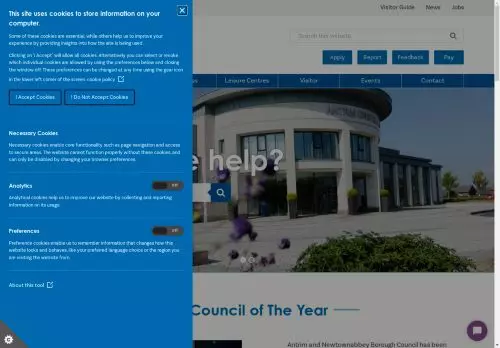 This site uses cookies to store information on your
computer.
Some of these cookies are essential, while others help us to improve your
experience by providing insights into how the site is being used.
Clicking on 'I Accept' will allow all cookies. Alternatively you can select or revoke
which individual cookies are allowed by using the preferences below and closing
the window off. These preferences can be changed at any time using the gear icon
in the lower left corner of the screen. cookie policy
I Accept Cookies
I Do Not Accept Cookies
Necessary Cookies
Necessary cookies enable core functionality such as page navigation and access
to secure areas. The website cannot function properly without these cookies, and
can only be disabled by changing your browser preferences.
Analytics
Off
Analytical cookies help us to improve our website by collecting and reporting
information on its usage.
Preferences
Off
Preference cookies enable us to remember information that changes how this
website looks and behaves, like your preferred language choice or the region you
are visiting the website from.
About this tool
Visitor Guide News Jobs
Search this website
Apply Report Feedback Pay
Leisure Centres Visitor Events Contact
help?
Council of The Year
Antrim and Newtownabbey Borough Council has been